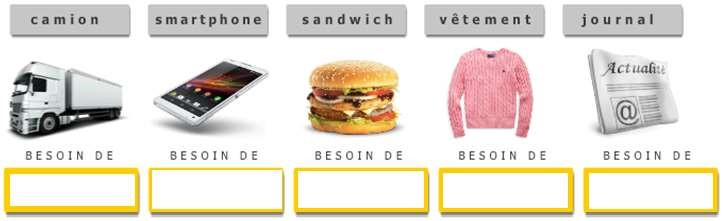 camion smartphone sandwich vêtement journal
Actualité
@
BESOIN DE BESOIN DE BESOIN DE BESOIN DE BESOIN DE